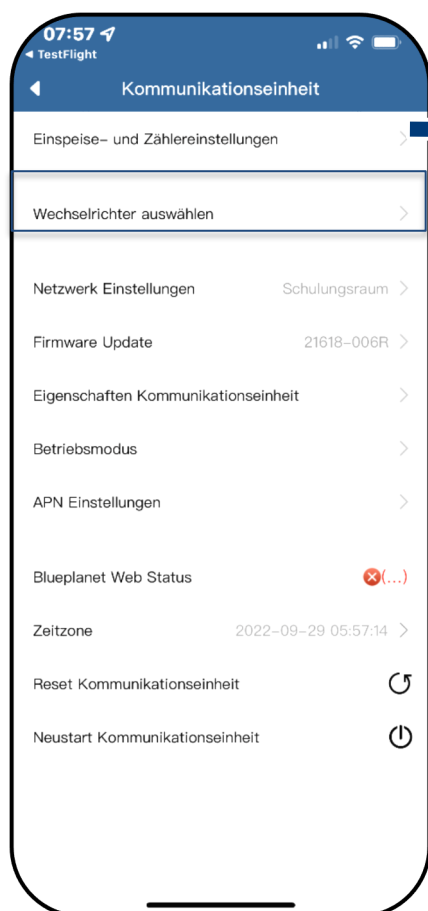 07:57
TestFlight
Kommunikationseinheit
Einspeise- und Zählereinstellungen
Wechselrichter auswählen
Netzwerk Einstellungen Schulungsraum
Firmware Update 21618-006R
Eigenschaften Kommunikationseinheit
Betriebsmodus
APN Einstellungen
Blueplanet Web Status (...)
Zeitzone 2022-09-29 05:57:14
Reset Kommunikationseinheit
Neustart Kommunikationseinheit